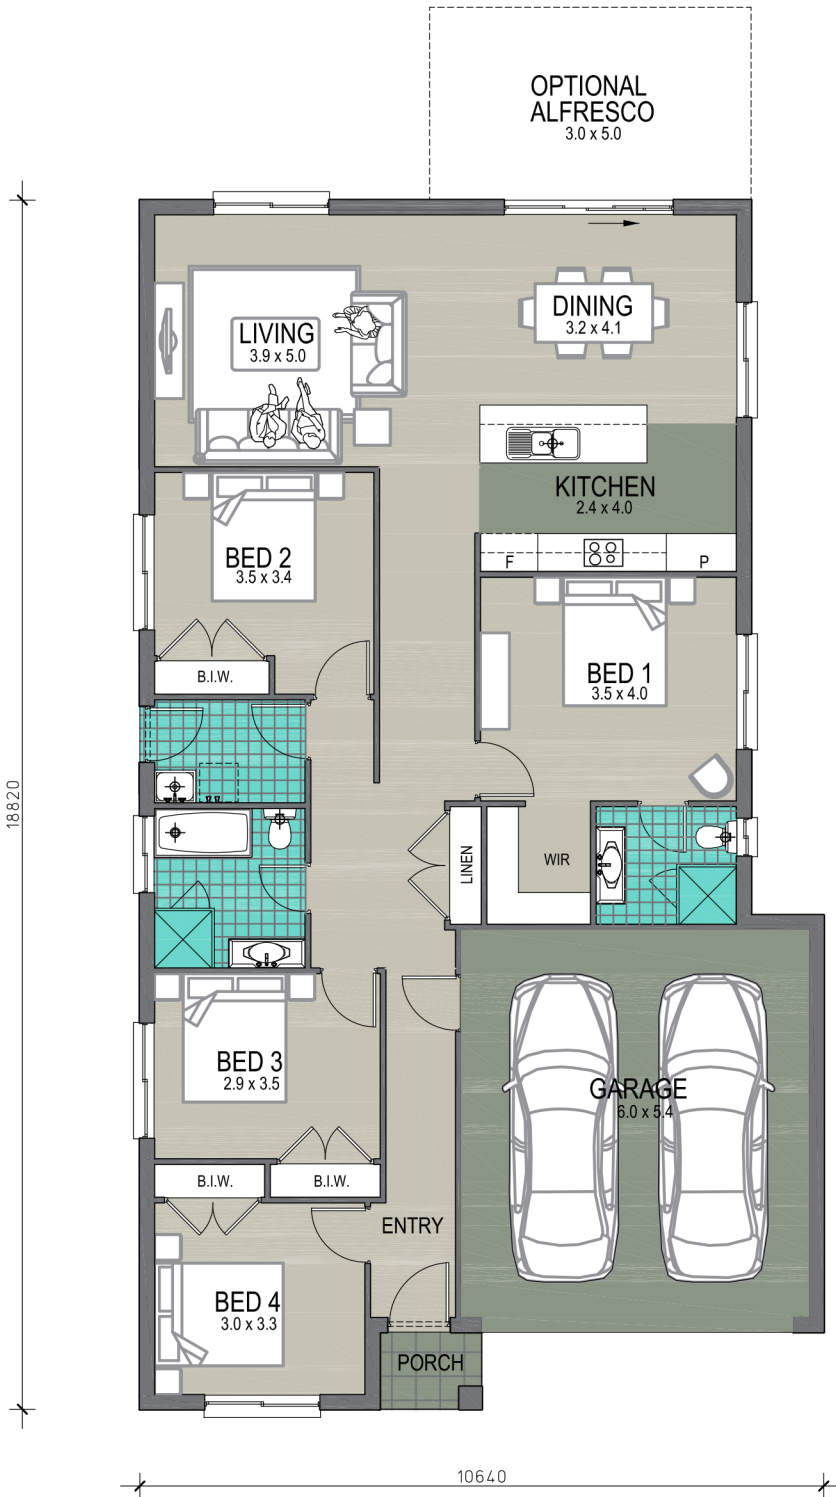 OPTIONAL
ALFRESCO
3.0 x 5.0
LIVING
3.9 x 5.0
DINING
3.2 x 4.1
KITCHEN
2.4 x 4.0
F
P
BED 2
3.5 x 3.4
B.I.W.
BED 1
3.5 x 4.0
18820
LINEN
WIR
BED 3
2.9 x 3.5
GARAGE
6.0 x 5.4
B.I.W.
B.I.W.
ENTRY
BED 4
3.0 x 3.3
PORCH
10640